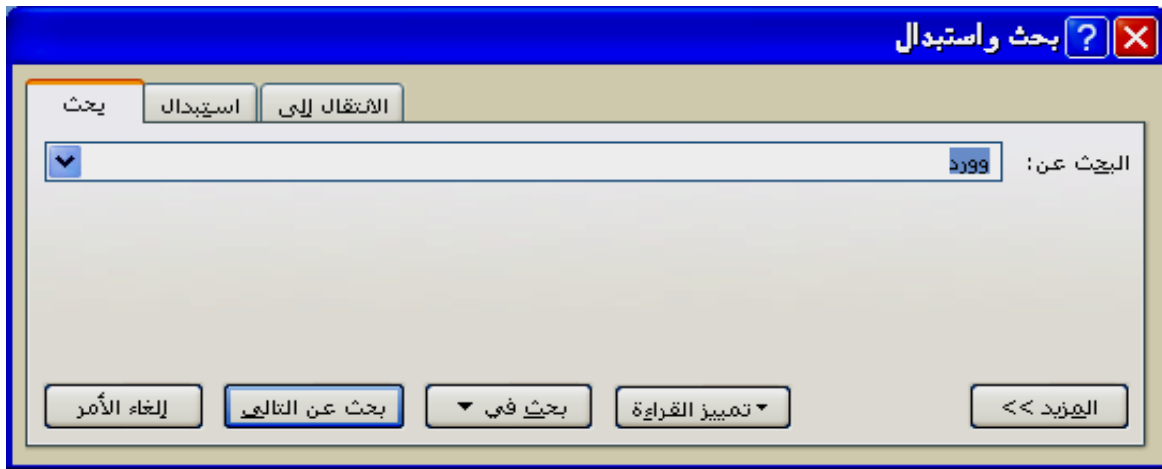 بحث واستبدال
الانتقال إلى استبدال بحث
البحث عن: وورد
المزيد >> تمييز القراءة بحث في بحث عن التالي إلغاء الأمر